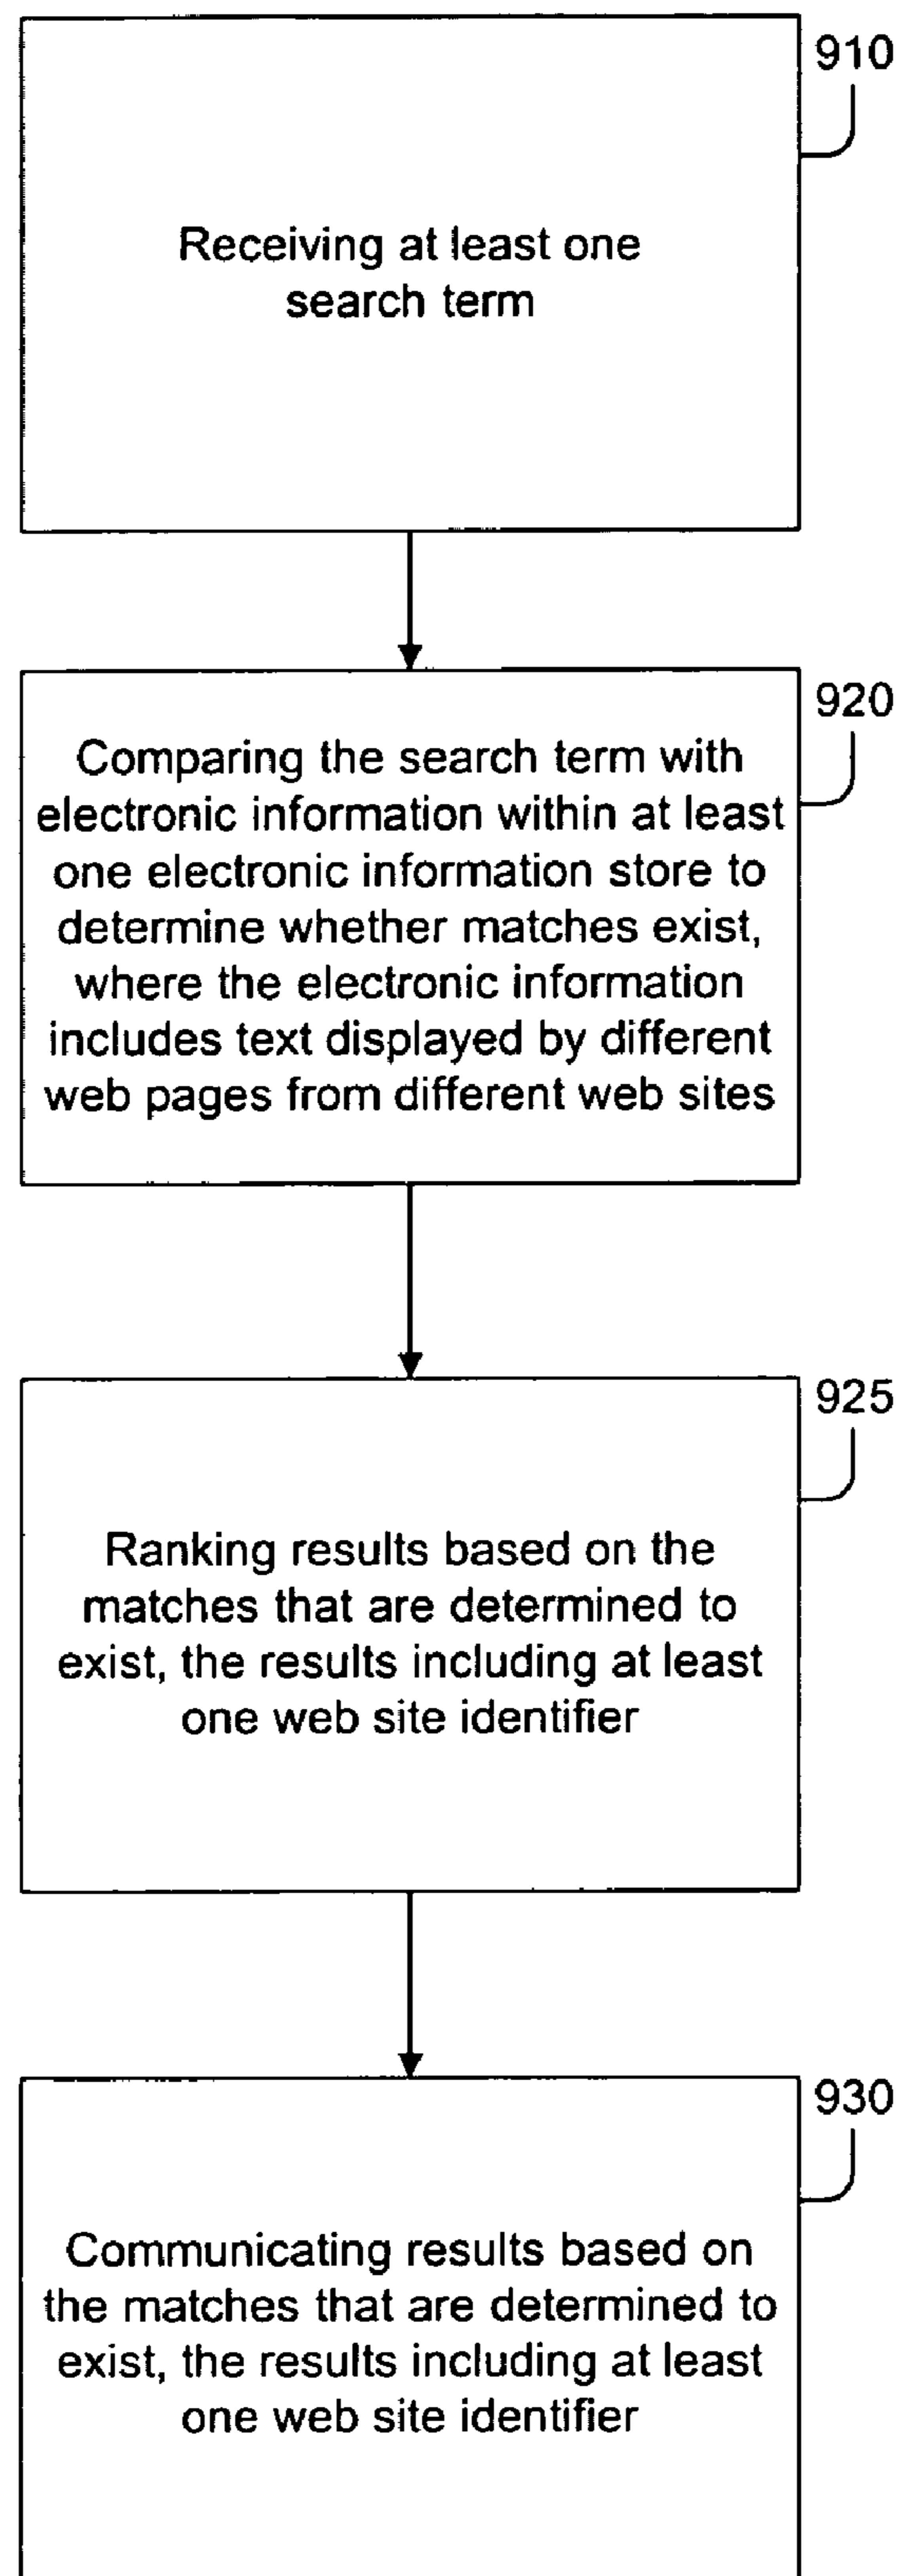 910
Receiving at least one
search term
920
Comparing the search term with
electronic information within at least
one electronic information store to
determine whether matches exist,
where the electronic information
includes text displayed by different
web pages from different web sites
925
Ranking results based on the
matches that are determined to
exist, the results including at least
one web site identifier
930
Communicating results based on
the matches that are determined to
exist, the results including at least
one web site identifier